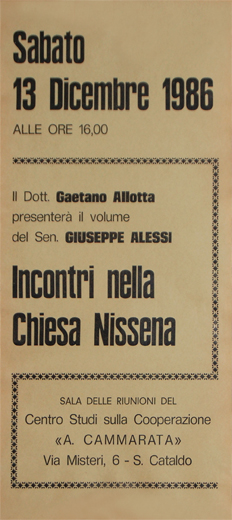 Sabato
13 Dicembre 1986
ALLE ORE 16,00
Il Dott. Gaetano Allotta
presenterà il volume
del Sen. GIUSEPPE ALESSI
Incontri nella
Chiesa Nissena
SALA DELLE RIUNIONI DEL
Centro Studi sulla Cooperazione
«A. CAMMARATA»
Via Misteri, 6 - S. Cataldo